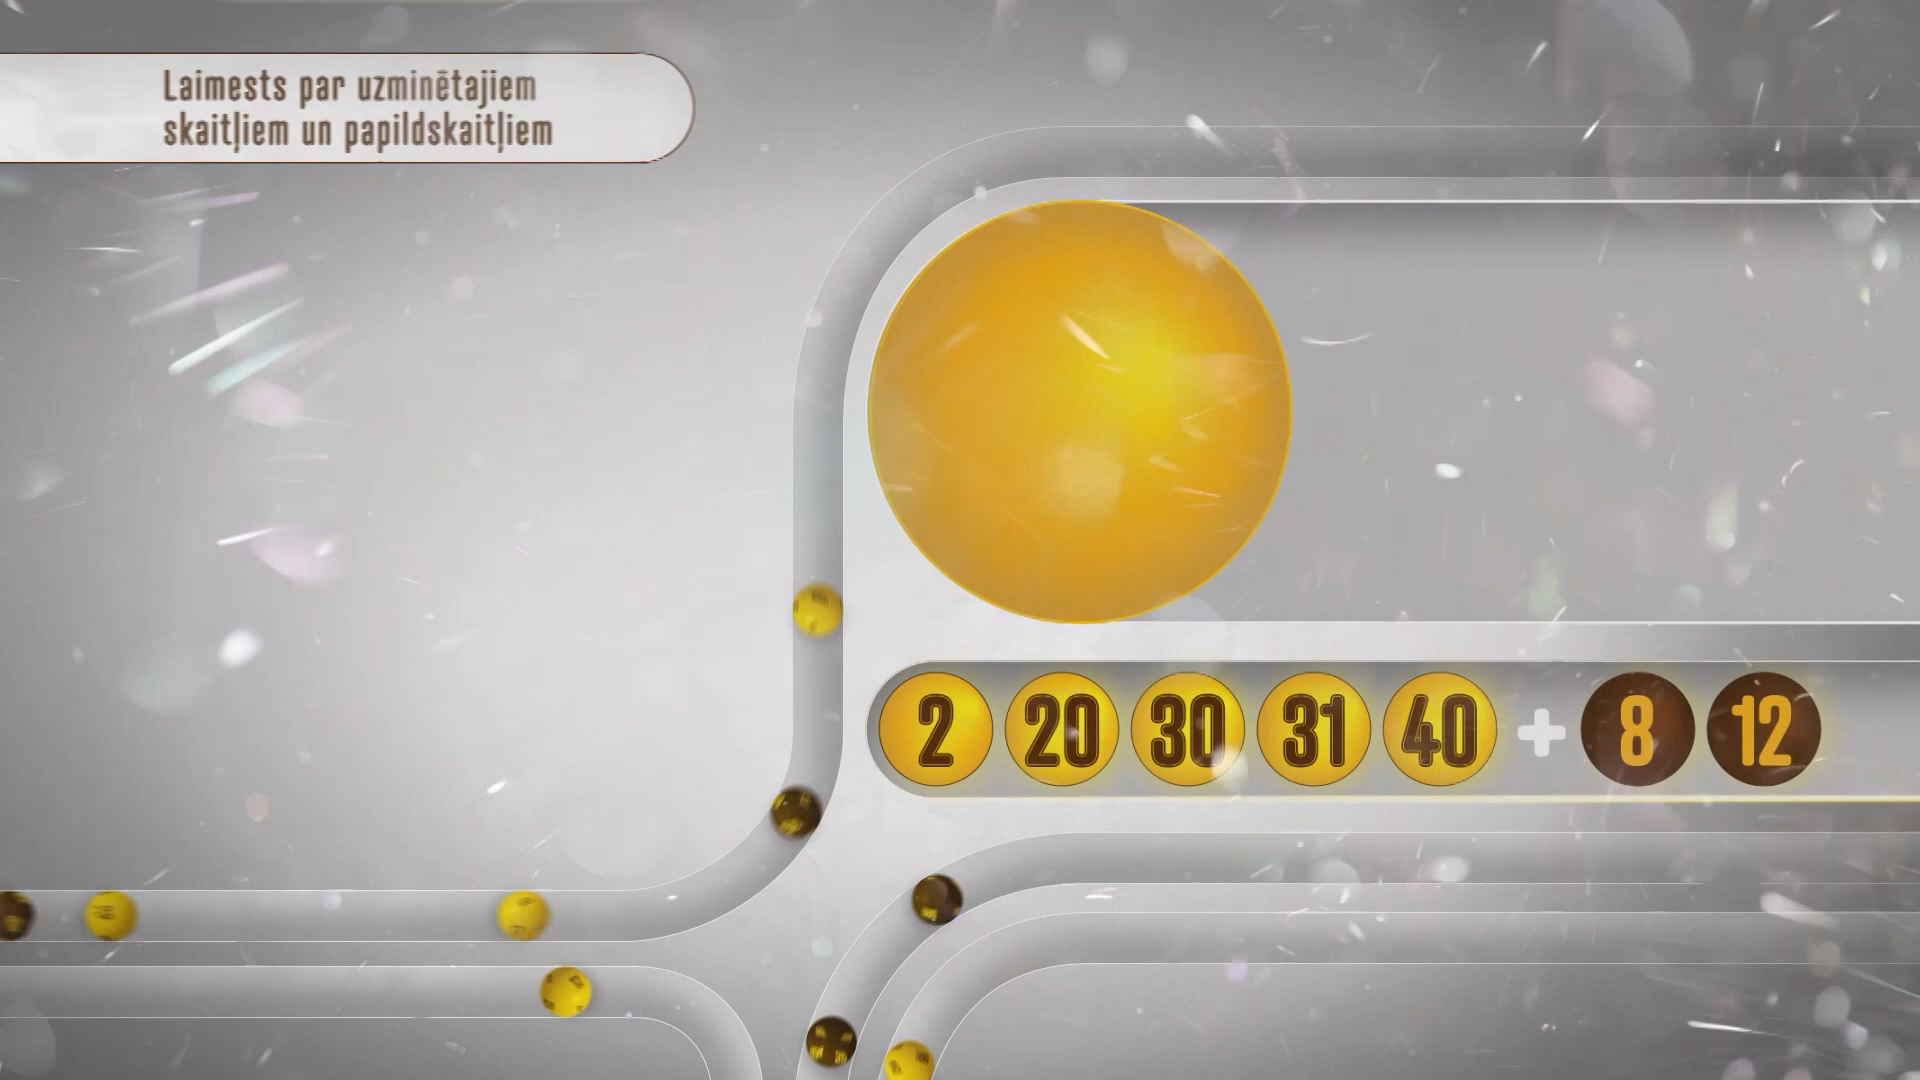 Laimests par uzminētajiem
skaitļiem un papildskaitļiem
2 20 30 31 40 + 8 12